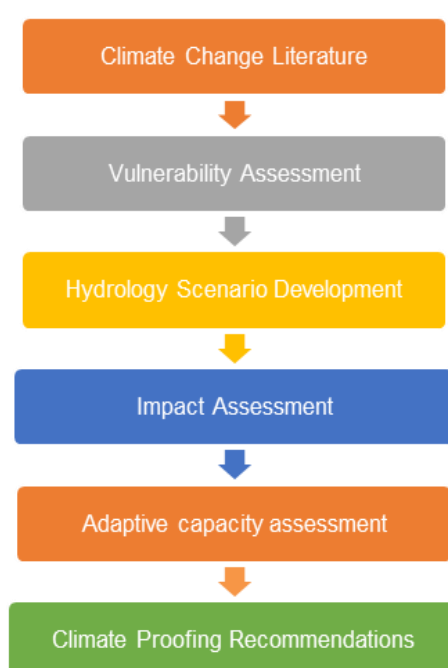 Climate Change Literature
Vulnerability Assessment
Hydrology Scenario Development
Impact Assessment
Adaptive capacity assessment
Climate Proofing Recommendations